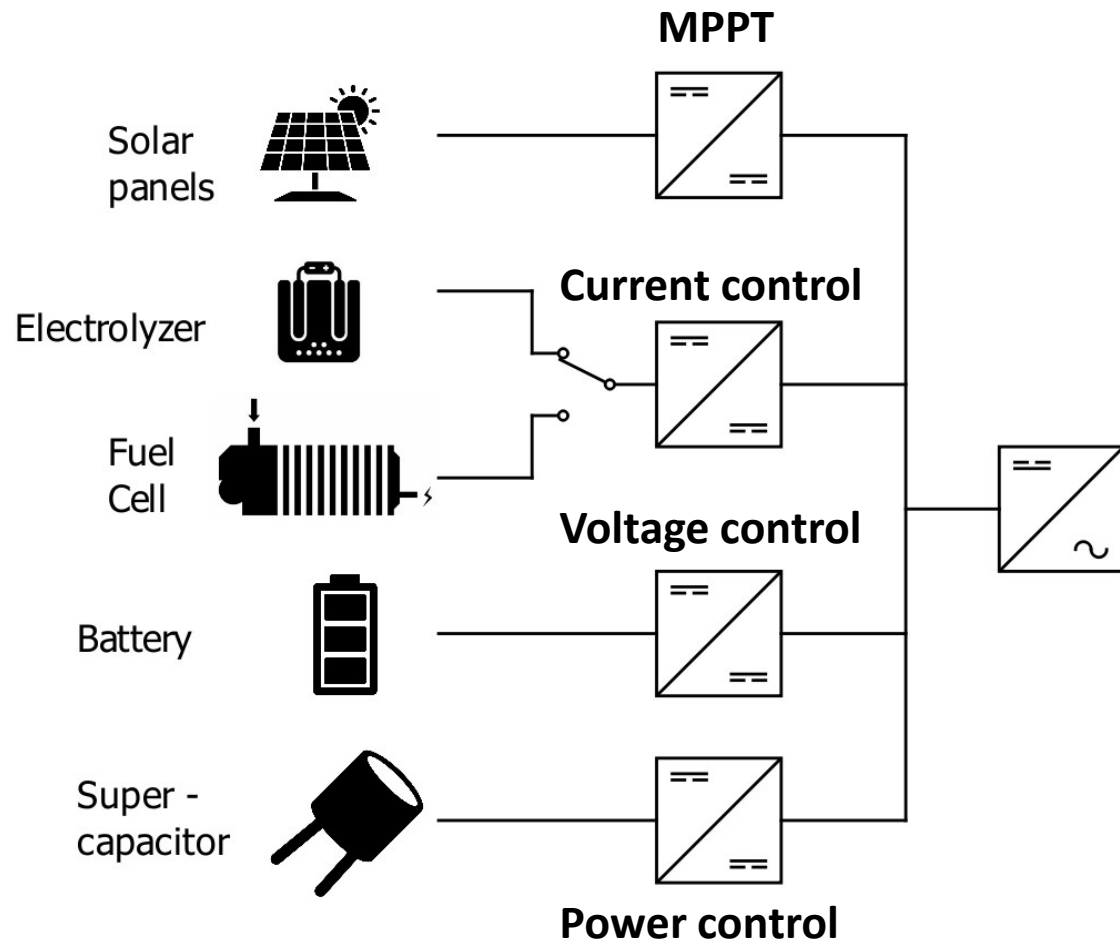 MPPT
Solar
panels
Current control
Electrolyzer
Fuel
Cell
Voltage control
Battery
Super -
capacitor
Power control